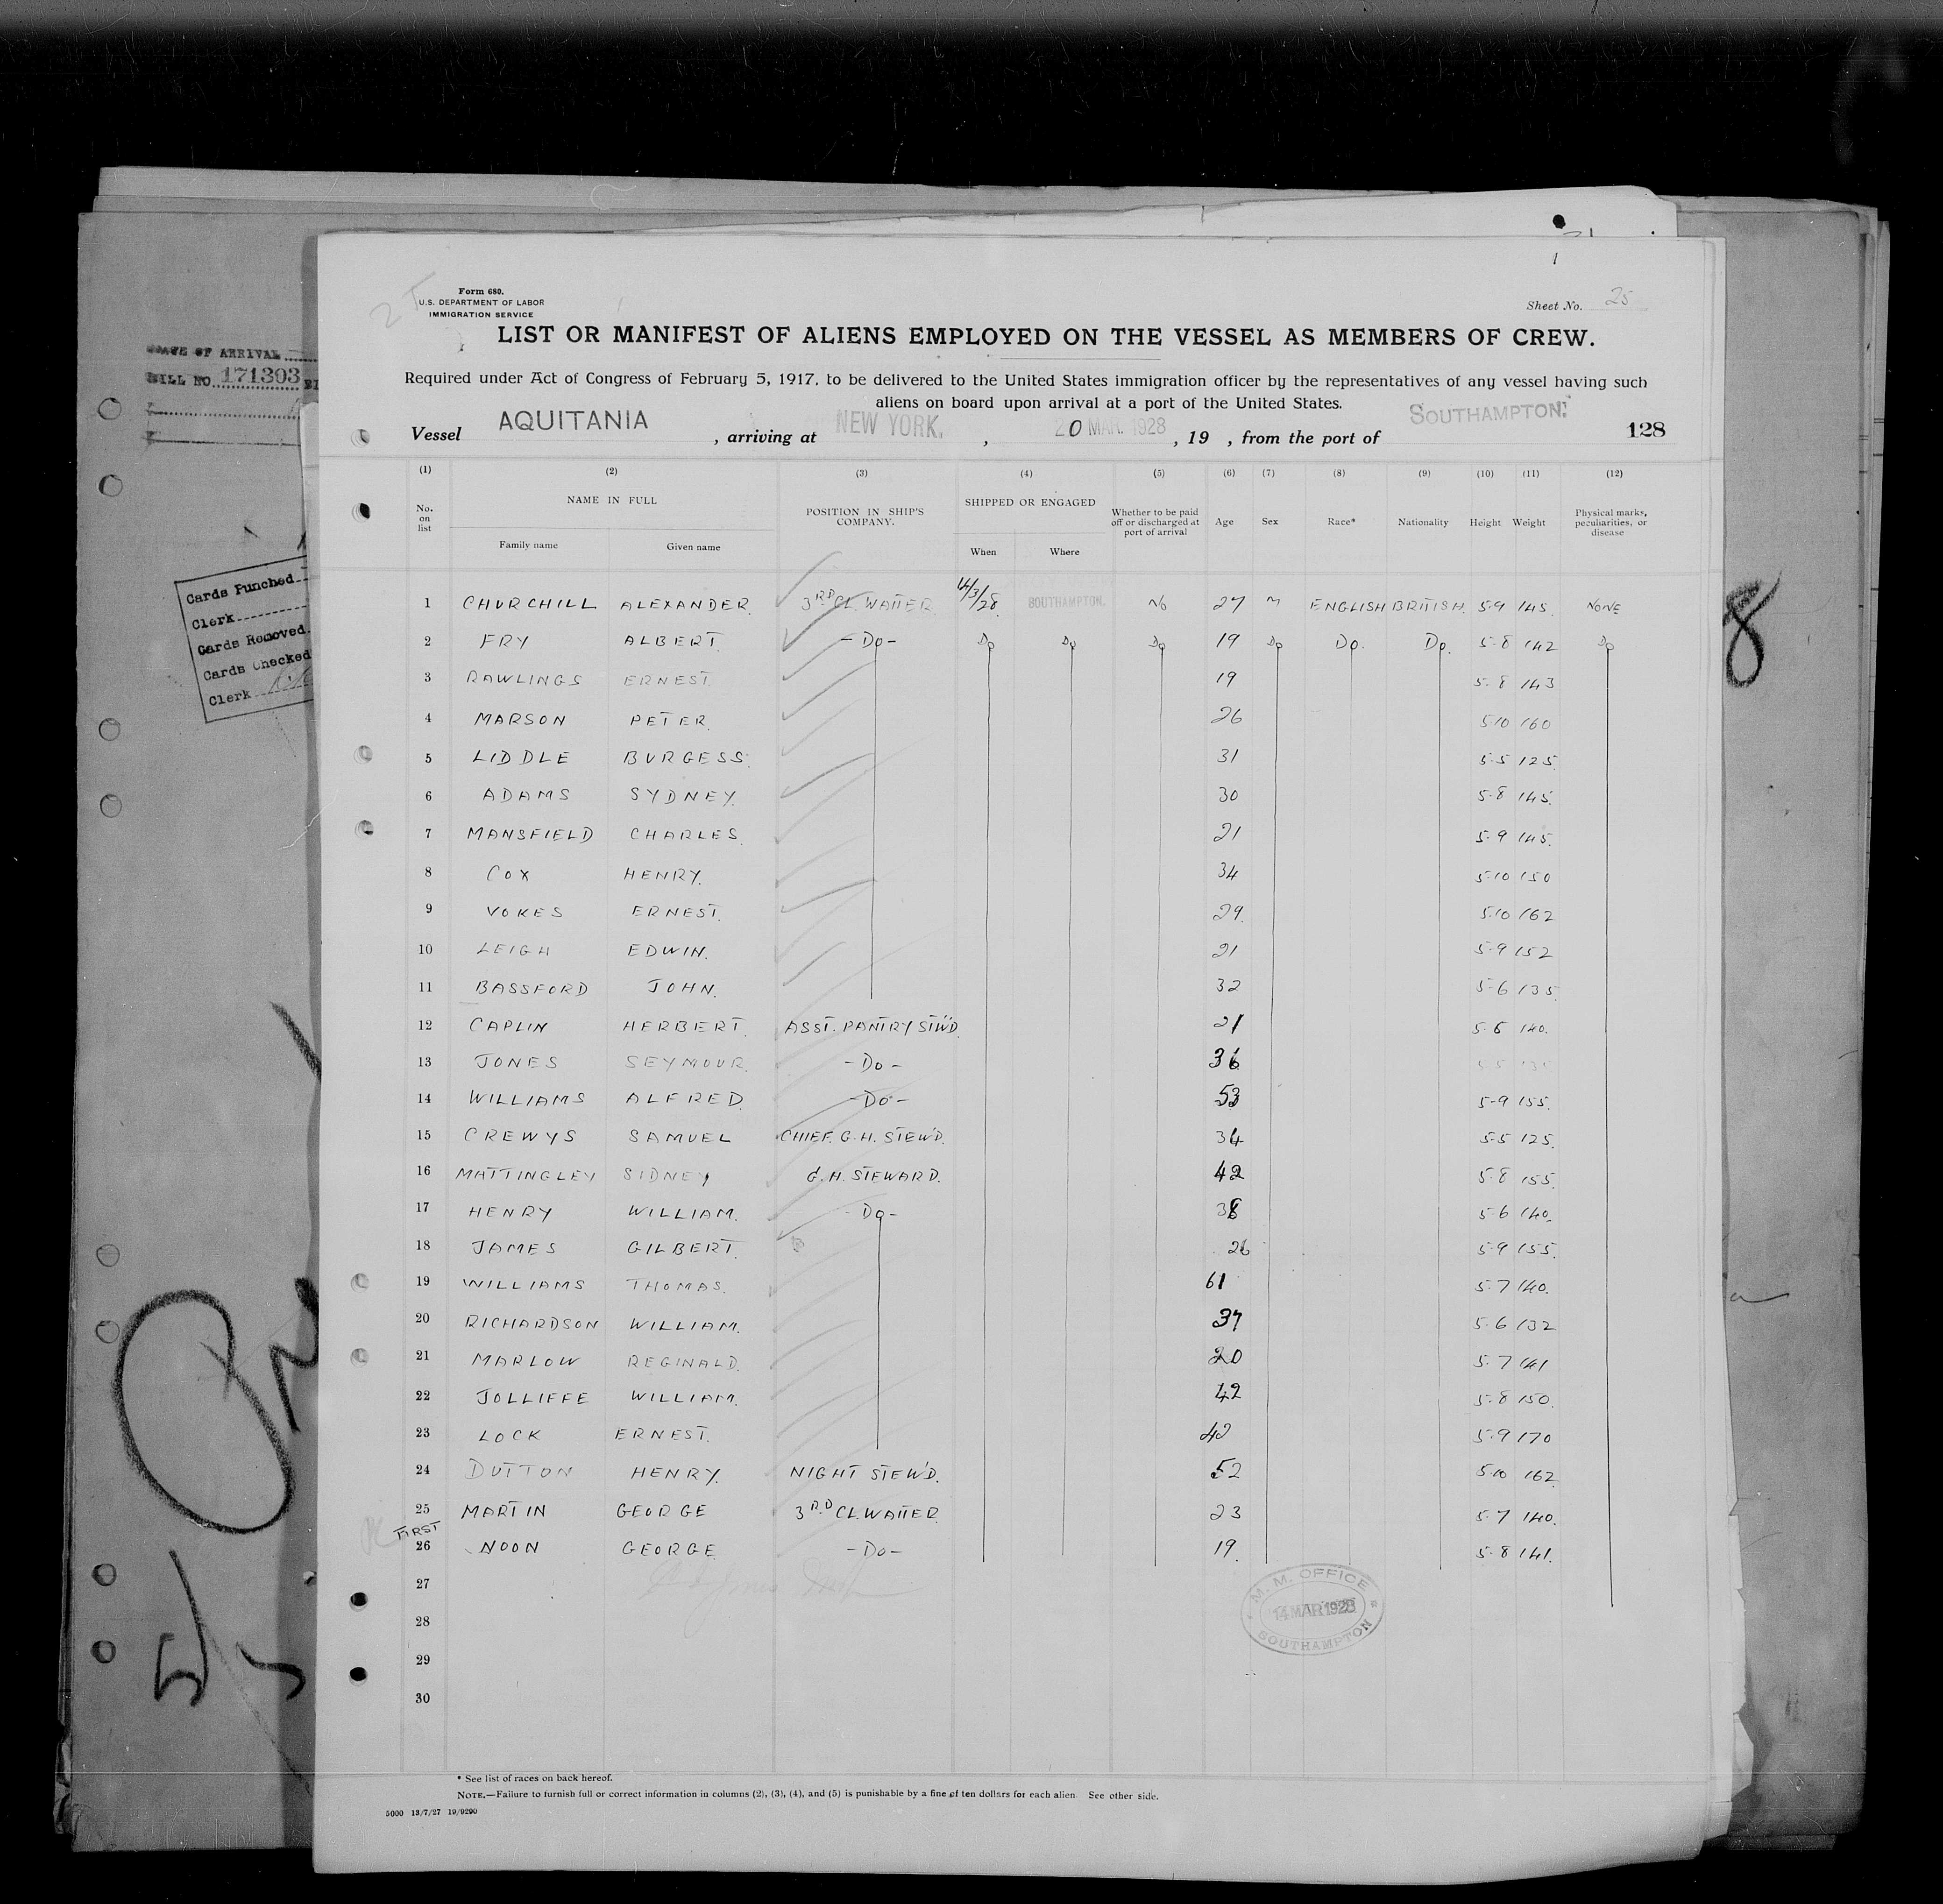 Form 680.
U.S. DEPARTMENT OF LABOR
IMMIGRATION SERVICE
Sheet No. 25
LIST OR MANIFEST OF ALIENS EMPLOYED ON THE VESSEL AS MEMBERS OF CREW.
Required under Act of Congress of February 5, 1917, to be delivered to the United States immigration officer by the representatives of any vessel having such
aliens on board upon arrival at a port of the United States.
Vessel AQUITANIA, arriving at NEW YORK, 20 MAR. 1928, 19 , from the port of SOUTHAMPTON. 128
(1) (2) (3) (4) (5) (6) (7) (8) (9) (10) (11) (12)
No. on list NAME IN FULL POSITION IN SHIP'S COMPANY. SHIPPED OR ENGAGED Whether to be paid off or discharged at port of arrival Age Sex Race* Nationality Height Weight Physical marks, peculiarities, or disease
Family name Given name When Where
1 CHURCHILL ALEXANDER. 3RD CL. WAITER. 14/3/28. SOUTHAMPTON. No 27 M ENGLISH BRITISH. 5-9 145. NONE
2 FRY ALBERT. -Do- Do Do Do 19 Do Do. Do. 5-8 142 Do
3 RAWLINGS ERNEST. 19 5-8 143
4 MARSON PETER. 26 5-10 160
5 LIDDLE BURGESS. 31 5-5 125.
6 ADAMS SYDNEY. 30 5-8 145.
7 MANSFIELD CHARLES. 21 5-9 145.
8 COX HENRY. 34 5-10 150
9 VOKES ERNEST. 29. 5-10 162
10 LEIGH EDWIN. 21 5-9 152
11 BASSFORD JOHN. 32 5-6 135.
12 CAPLIN HERBERT. ASST. PANTRY STW'D. 21 5-6 140.
13 JONES SEYMOUR. -Do- 36
14 WILLIAMS ALFRED. -Do- 53 5-9 155.
15 CREWYS SAMUEL CHIEF. G.H. STEW'D. 34 5-5 125.
16 MATTINGLEY SIDNEY G.H. STEWARD. 42 5-8 155.
17 HENRY WILLIAM. -Do- 38 5-6 140.
18 JAMES GILBERT. 26 5-9 155.
19 WILLIAMS THOMAS. 61 5-7 140.
20 RICHARDSON WILLIAM. 37 5-6 132
21 MARLOW REGINALD. 20 5-7 141
22 JOLLIFFE WILLIAM. 42 5-8 150.
23 LOCK ERNEST. 42 5-9 170
24 DUTTON HENRY. NIGHT STEW'D. 52 5-10 162
25 MARTIN GEORGE 3RD CL. WAITER 23 5-7 140.
FIRST
26 NOON GEORGE -Do- 19. 5-8 141.
27
28
29
30
M. M. OFFICE
14 MAR 1928
SOUTHAMPTON
* See list of races on back hereof.
NOTE.—Failure to furnish full or correct information in columns (2), (3), (4), and (5) is punishable by a fine of ten dollars for each alien. See other side.
5000 13/7/27 19/9290
OF ARRIVAL
BILL NO. 171303
Cards Punched
Clerk
Cards Removed
Cards Checked
Clerk
8